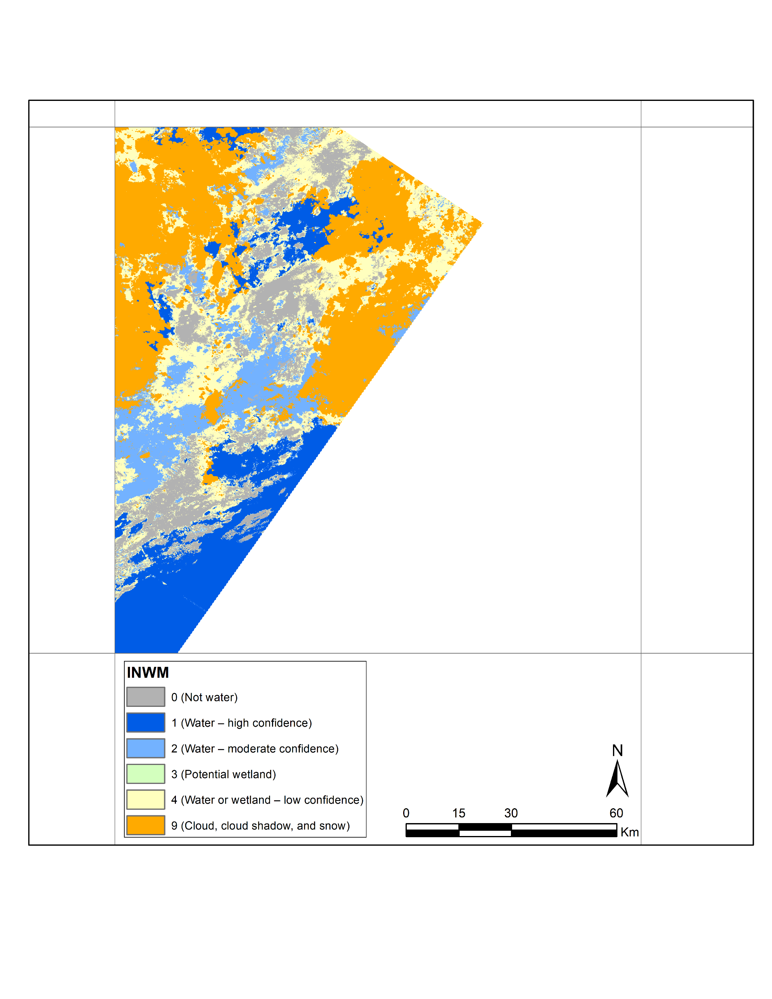 INWM
0 (Not water)
1 (Water – high confidence)
2 (Water – moderate confidence)
3 (Potential wetland)
4 (Water or wetland – low confidence)
9 (Cloud, cloud shadow, and snow)
N
0 15 30 60
Km